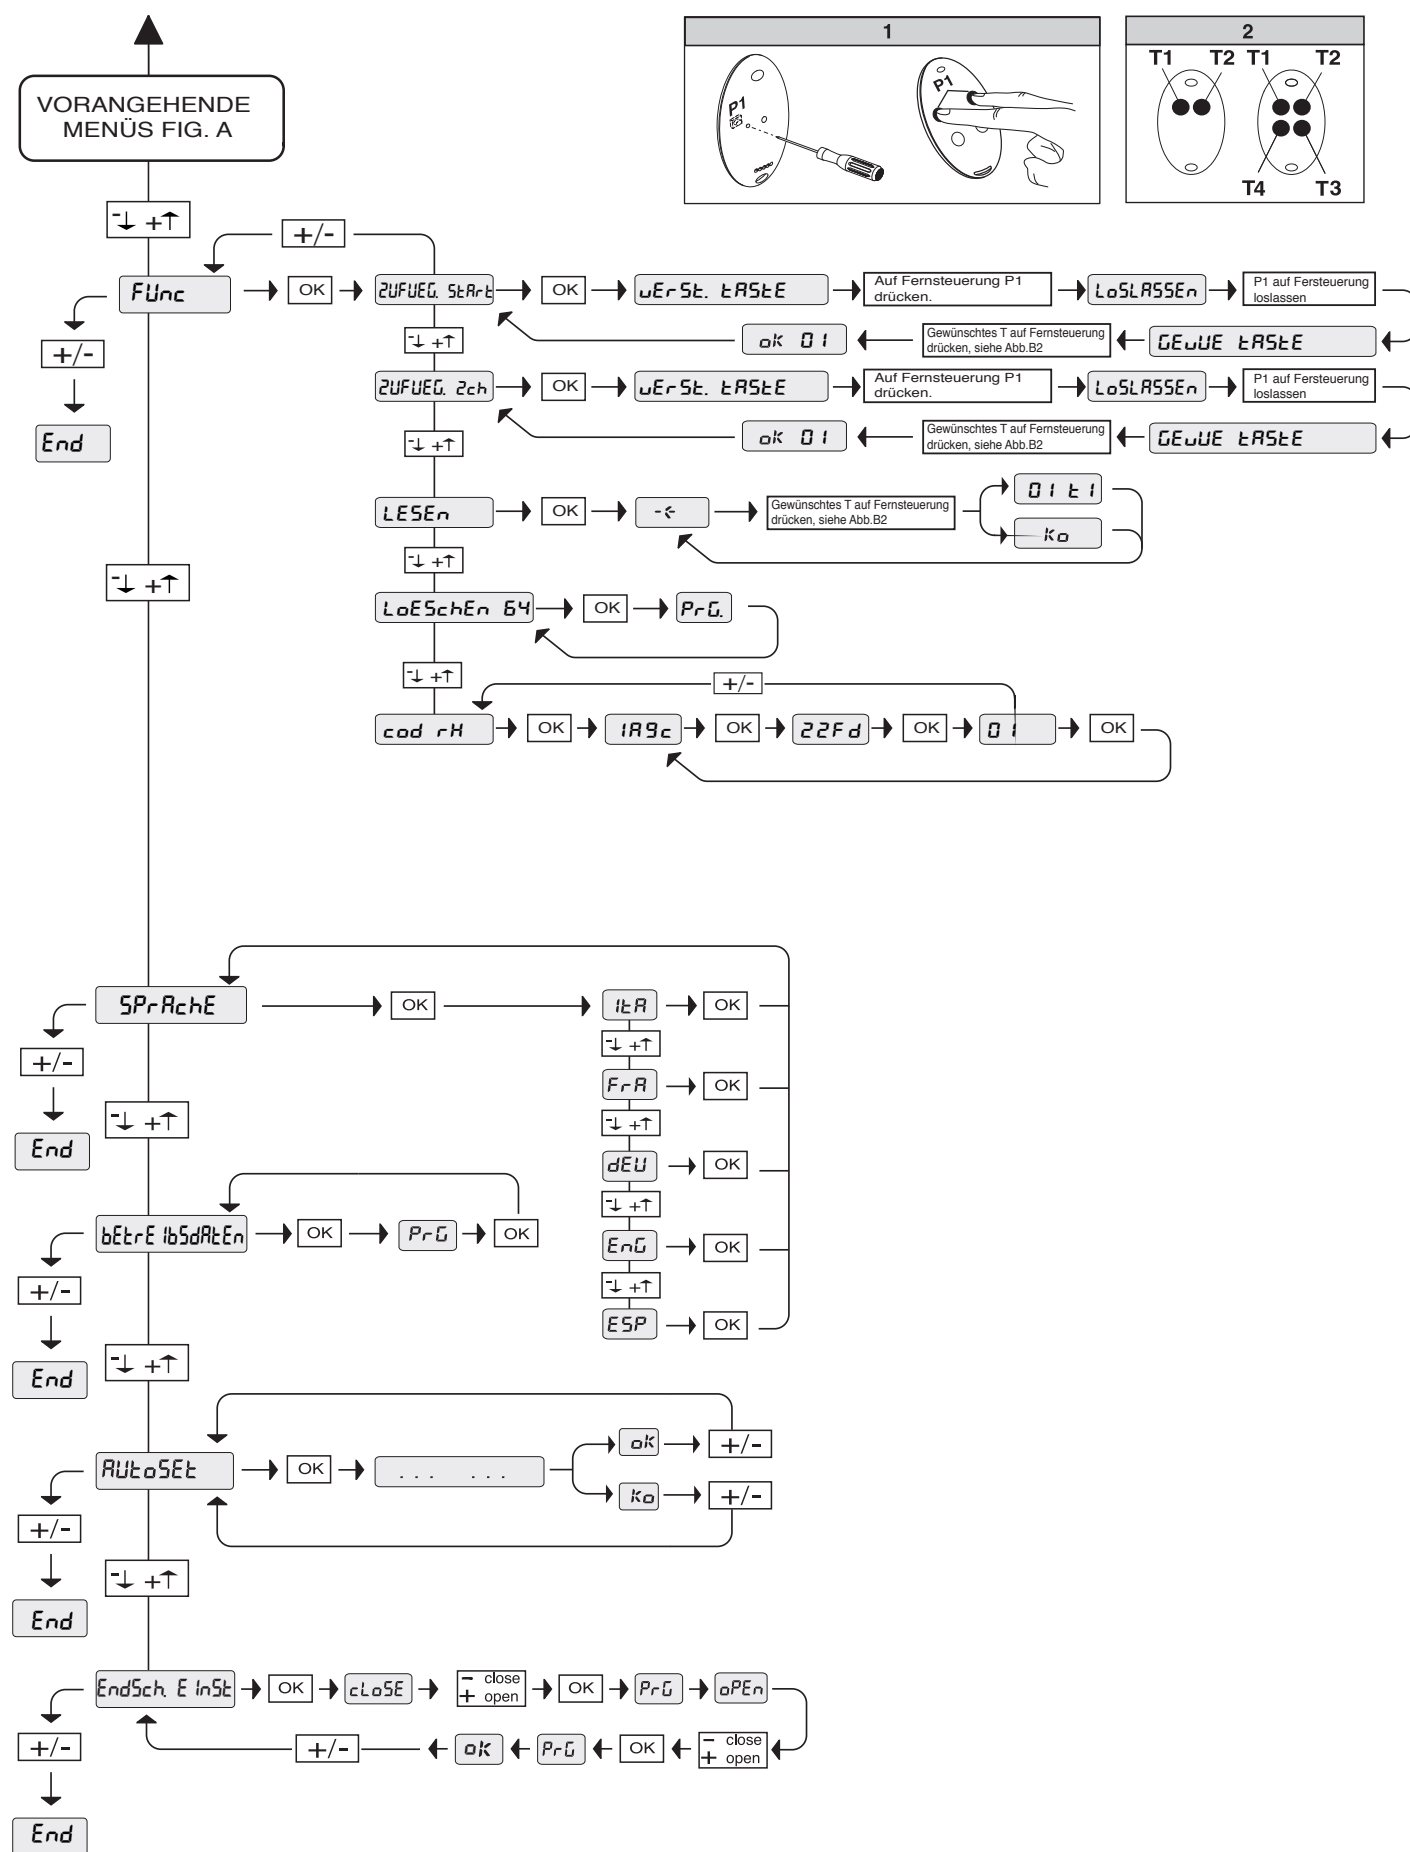 1
2
P1
P1
T1 T2 T1 T2
T4 T3
VORANGEHENDE
MENÜS FIG. A
-↓ +↑
+/-
FUnc
OK
ZUFUEG. StArt
OK
vErSt. tAStE
Auf Fernsteuerung P1
drücken.
LoSLASSEn
P1 auf Fersteuerung
loslassen
+/-
End
-↓ +↑
oK 01
Gewünschtes T auf Fernsteuerung
drücken, siehe Abb.B2
GEwUE tAStE
ZUFUEG. 2ch
OK
vErSt. tAStE
Auf Fernsteuerung P1
drücken.
LoSLASSEn
P1 auf Fersteuerung
loslassen
-↓ +↑
oK 01
Gewünschtes T auf Fernsteuerung
drücken, siehe Abb.B2
GEwUE tAStE
LESEn
OK
Gewünschtes T auf Fernsteuerung
drücken, siehe Abb.B2
01 t1
Ko
-↓ +↑
-↓ +↑
LoESchEn 64
OK
PrG.
-↓ +↑
+/-
cod rH
OK
1A9c
OK
22Fd
OK
01
OK
SPrAchE
OK
ItA
OK
+/-
-↓ +↑
FrA
OK
End
-↓ +↑
-↓ +↑
dEU
OK
-↓ +↑
bEtrEIbSdAtEn
OK
PrG
OK
EnG
OK
+/-
-↓ +↑
ESP
OK
End
-↓ +↑
AUtoSEt
OK
... ...
oK
+/-
Ko
+/-
+/-
End
-↓ +↑
EndSch. EInSt
OK
cLoSE
- close
+ open
OK
PrG
oPEn
+/-
+/-
oK
PrG
OK
- close
+ open
End